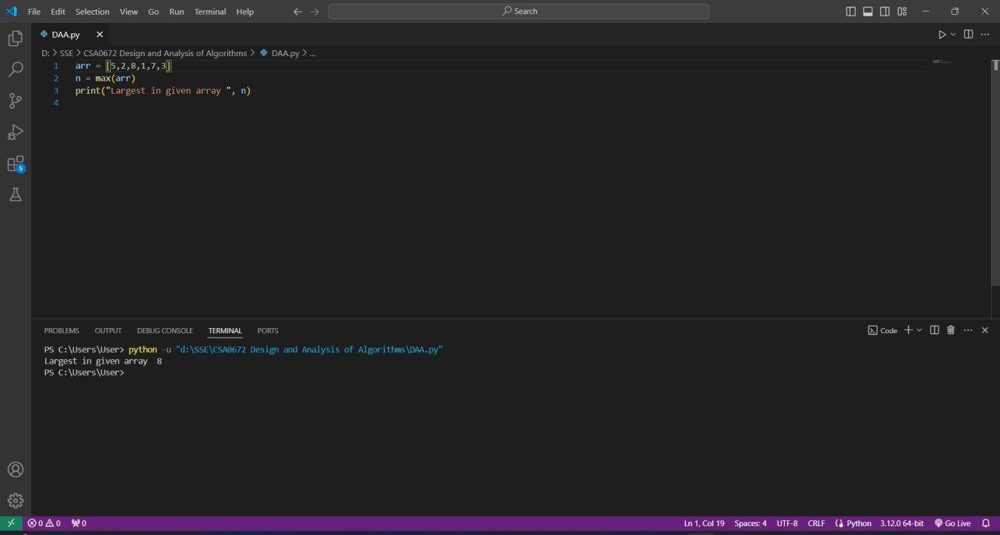 File Edit Selection View Go Run Terminal Help Search
DAA.py
D: > SSE > CSA0672 Design and Analysis of Algorithms > DAA.py > ...
1 arr = [5,2,8,1,7,3]
2 n = max(arr)
3 print("Largest in given array ", n)
4
5
PROBLEMS OUTPUT DEBUG CONSOLE TERMINAL PORTS Code
PS C:\Users\User> python -u "d:\SSE\CSA0672 Design and Analysis of Algorithms\DAA.py"
Largest in given array  8
PS C:\Users\User>
0 0 0 Ln 1, Col 19 Spaces: 4 UTF-8 CRLF Python 3.12.0 64-bit Go Live